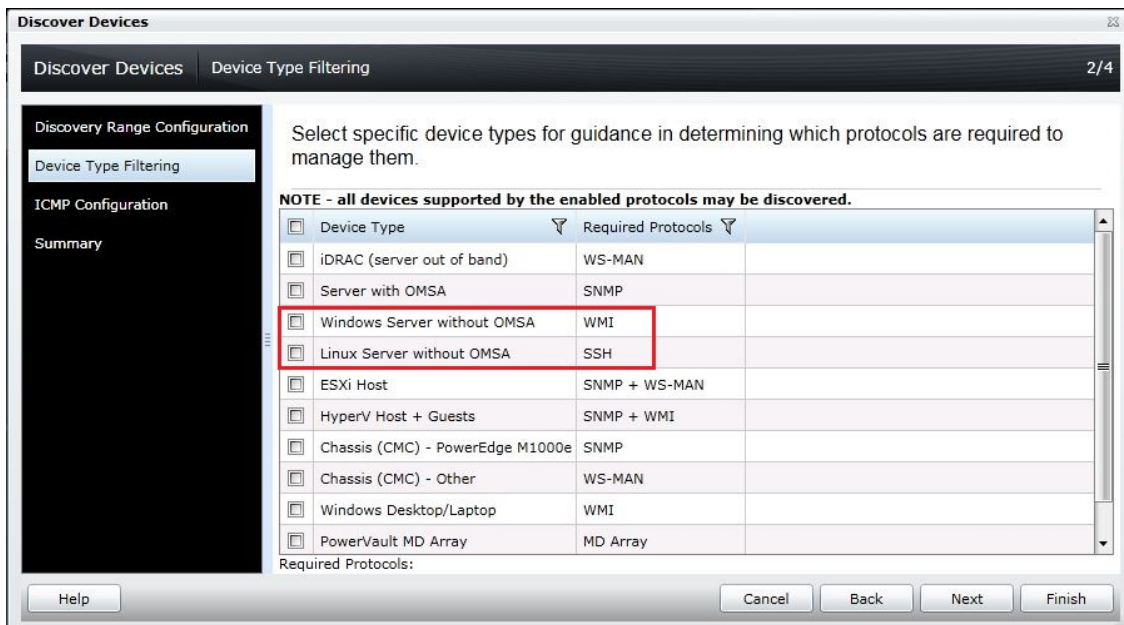 Discover Devices
Discover Devices Device Type Filtering 2/4
Discovery Range Configuration
Device Type Filtering
ICMP Configuration
Summary
Select specific device types for guidance in determining which protocols are required to
manage them.
NOTE - all devices supported by the enabled protocols may be discovered.
Device Type Required Protocols
iDRAC (server out of band) WS-MAN
Server with OMSA SNMP
Windows Server without OMSA WMI
Linux Server without OMSA SSH
ESXi Host SNMP + WS-MAN
HyperV Host + Guests SNMP + WMI
Chassis (CMC) - PowerEdge M1000e SNMP
Chassis (CMC) - Other WS-MAN
Windows Desktop/Laptop WMI
PowerVault MD Array MD Array
Required Protocols:
Help Cancel Back Next Finish